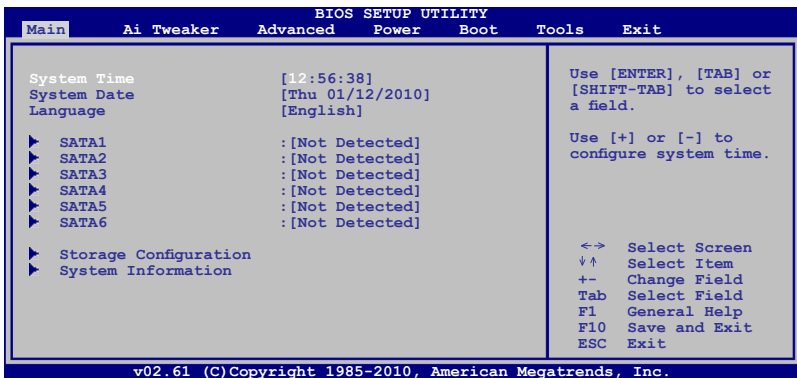 BIOS SETUP UTILITY
Main Ai Tweaker Advanced Power Boot Tools Exit
System Time [12:56:38]
System Date [Thu 01/12/2010]
Language [English]
SATA1 :[Not Detected]
SATA2 :[Not Detected]
SATA3 :[Not Detected]
SATA4 :[Not Detected]
SATA5 :[Not Detected]
SATA6 :[Not Detected]
Storage Configuration
System Information
Use [ENTER], [TAB] or
[SHIFT-TAB] to select
a field.
Use [+] or [-] to
configure system time.
←→ Select Screen
↓↑ Select Item
+- Change Field
Tab Select Field
F1 General Help
F10 Save and Exit
ESC Exit
v02.61 (C)Copyright 1985-2010, American Megatrends, Inc.